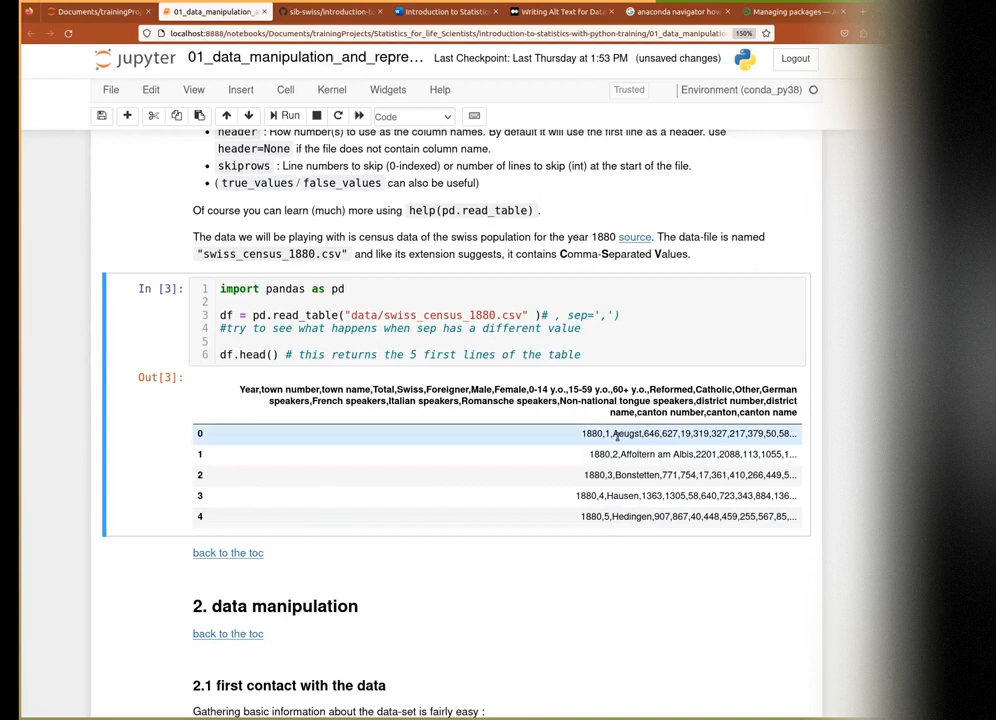 Documents/trainingProj
01_data_manipulation_a
sib-swiss/introduction-to
Introduction to Statistic
Writing Alt Text for Dat
anaconda navigator how
Managing packages
localhost:8888/notebooks/Documents/trainingProjects/Statistics_for_life_Scientists/introduction-to-statistics-with-python-training/01_data_manipulation
150%
jupyter 01_data_manipulation_and_repre… Last Checkpoint: Last Thursday at 1:53 PM (unsaved changes) Logout
File Edit View Insert Cell Kernel Widgets Help Trusted Environment (conda_py38)
Run Code
header : Row number(s) to use as the column names. By default it will use the first line as a header. use
header=None if the file does not contain column name.
• skiprows : Line numbers to skip (0-indexed) or number of lines to skip (int) at the start of the file.
• ( true_values / false_values can also be useful)
Of course you can learn (much) more using help(pd.read_table) .
The data we will be playing with is census data of the swiss population for the year 1880 source. The data-file is named
"swiss_census_1880.csv" and like its extension suggests, it contains Comma-Separated Values.
In [3]:
1 import pandas as pd
2
3 df = pd.read_table("data/swiss_census_1880.csv" )# , sep=',')
4 #try to see what happens when sep has a different value
5
6 df.head() # this returns the 5 first lines of the table
Out[3]:
Year,town number,town name,Total,Swiss,Foreigner,Male,Female,0-14 y.o.,15-59 y.o.,60+ y.o.,Reformed,Catholic,Other,German
speakers,French speakers,Italian speakers,Romansche speakers,Non-national tongue speakers,district number,district
name,canton number,canton,canton name
0 1880,1,Aeugst,646,627,19,319,327,217,379,50,58...
1 1880,2,Affoltern am Albis,2201,2088,113,1055,1...
2 1880,3,Bonstetten,771,754,17,361,410,266,449,5...
3 1880,4,Hausen,1363,1305,58,640,723,343,884,136...
4 1880,5,Hedingen,907,867,40,448,459,255,567,85,...
back to the toc
2. data manipulation
back to the toc
2.1 first contact with the data
Gathering basic information about the data-set is fairly easy :